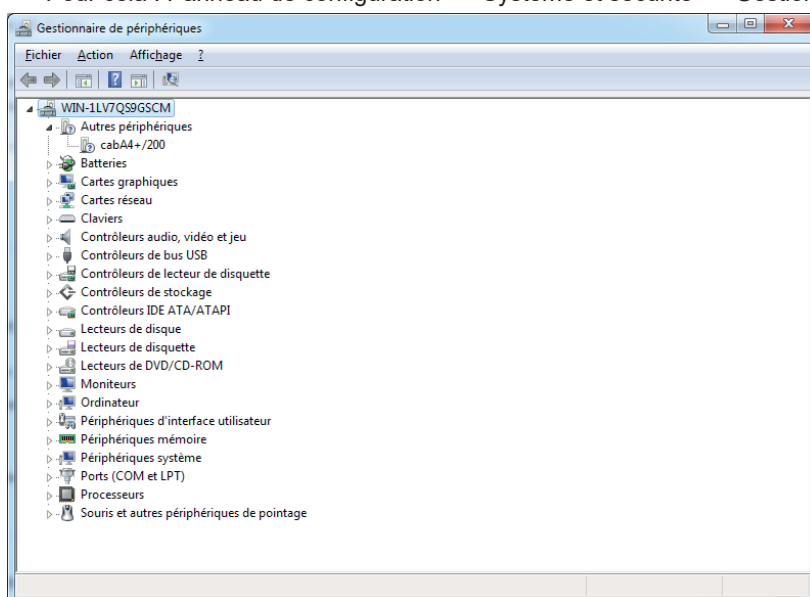 Gestionnaire de périphériques
Fichier Action Affichage ?
WIN-1LV7QS9GSCM
Autres périphériques
cabA4+/200
Batteries
Cartes graphiques
Cartes réseau
Claviers
Contrôleurs audio, vidéo et jeu
Contrôleurs de bus USB
Contrôleurs de lecteur de disquette
Contrôleurs de stockage
Contrôleurs IDE ATA/ATAPI
Lecteurs de disque
Lecteurs de disquette
Lecteurs de DVD/CD-ROM
Moniteurs
Ordinateur
Périphériques d'interface utilisateur
Périphériques mémoire
Périphériques système
Ports (COM et LPT)
Processeurs
Souris et autres périphériques de pointage